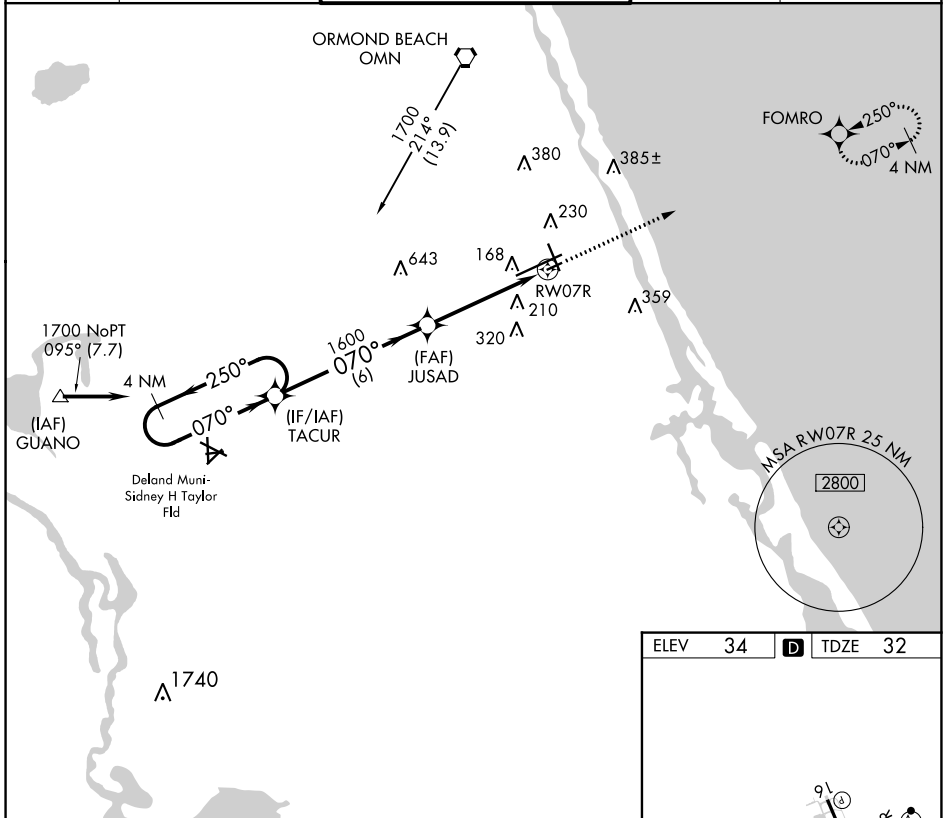 ORMOND BEACH
OMN
1700
214°
(13.9)
FOMRO
250°
070°
4 NM
380
385±
230
643
168
RW07R
210
320
359
1700 NoPT
095° (7.7)
4 NM
250°
070°
1600
070°
(6)
(FAF)
JUSAD
(IAF)
GUANO
(IF/IAF)
TACUR
Deland Muni-
Sidney H Taylor
Fld
MSA RW07R 25 NM
2800
1740
ELEV 34 D TDZE 32
16
P